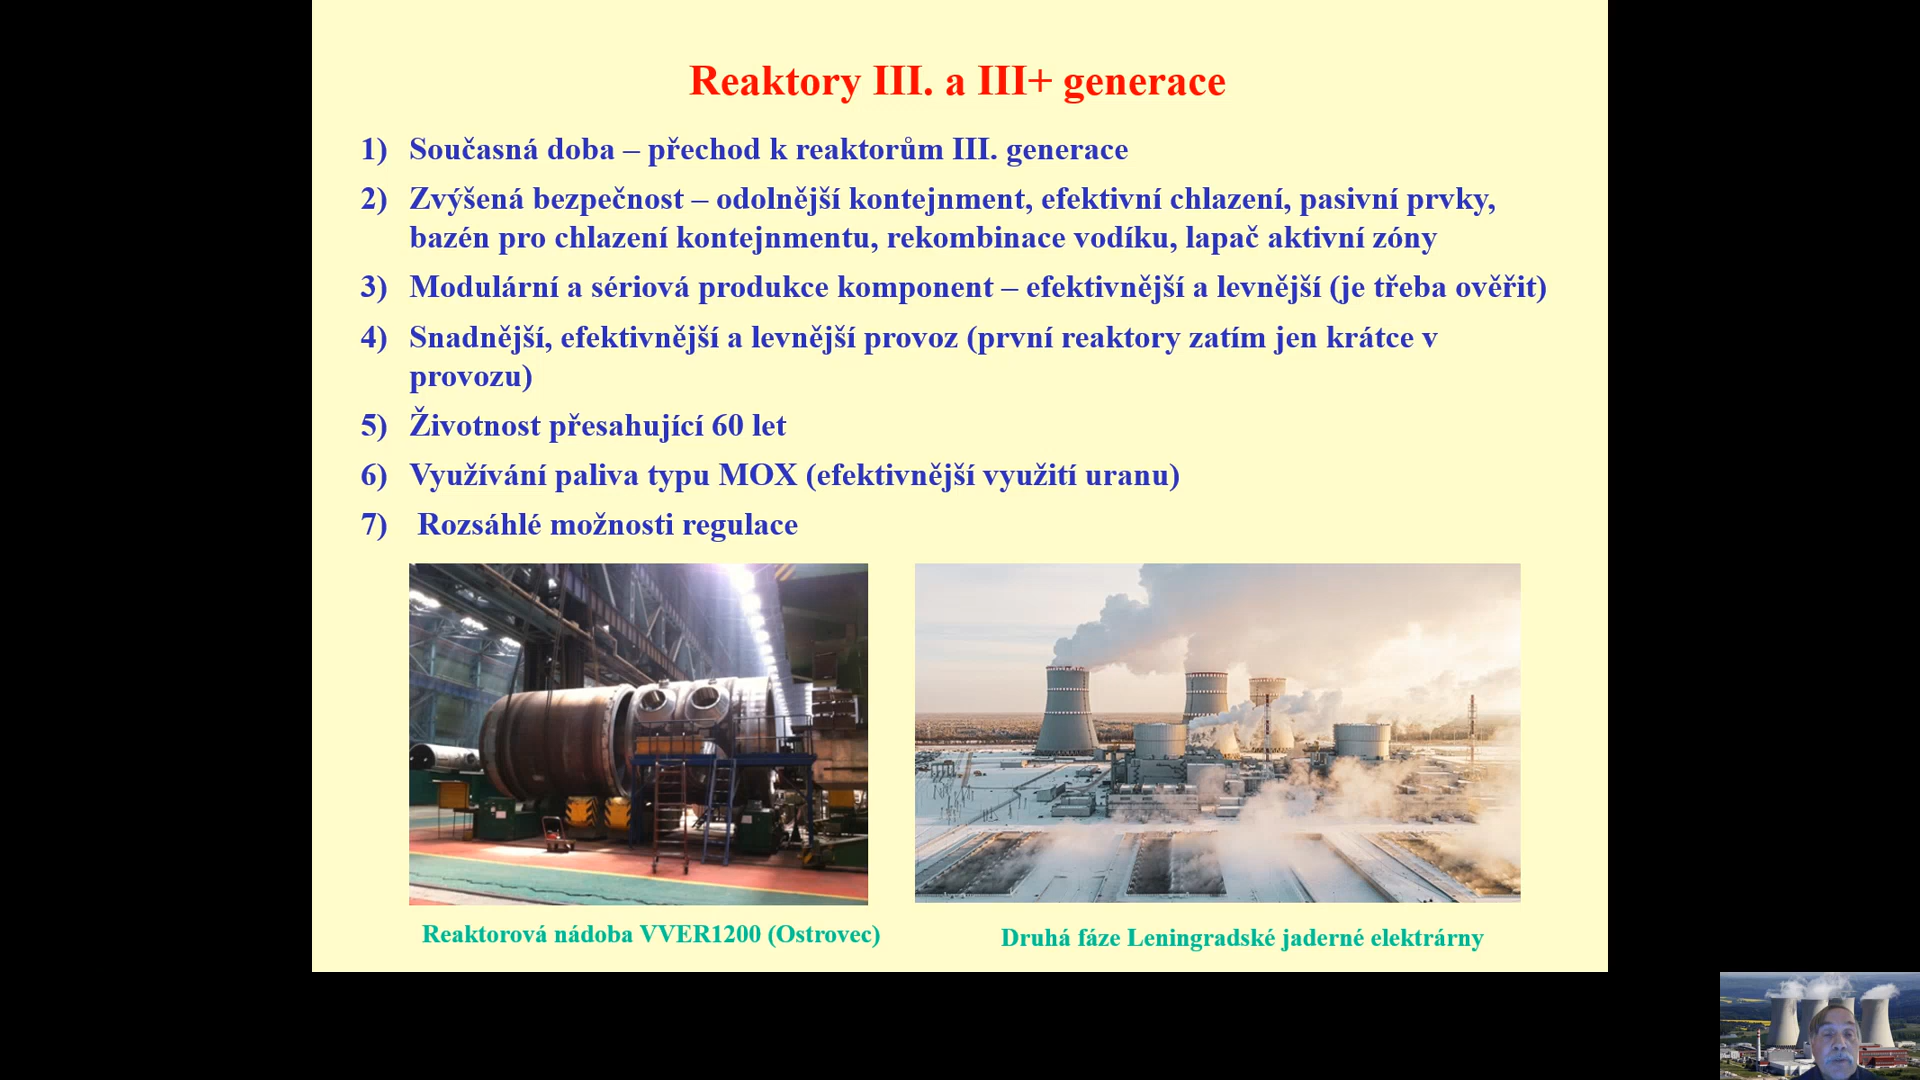 Reaktory III. a III+ generace
1) Současná doba – přechod k reaktorům III. generace
2) Zvýšená bezpečnost – odolnější kontejnment, efektivní chlazení, pasivní prvky,
bazén pro chlazení kontejnmentu, rekombinace vodíku, lapač aktivní zóny
3) Modulární a sériová produkce komponent – efektivnější a levnější (je třeba ověřit)
4) Snadnější, efektivnější a levnější provoz (první reaktory zatím jen krátce v
provozu)
5) Životnost přesahující 60 let
6) Využívání paliva typu MOX (efektivnější využití uranu)
7) Rozsáhlé možnosti regulace
Reaktorová nádoba VVER1200 (Ostrovec)
Druhá fáze Leningradské jaderné elektrárny